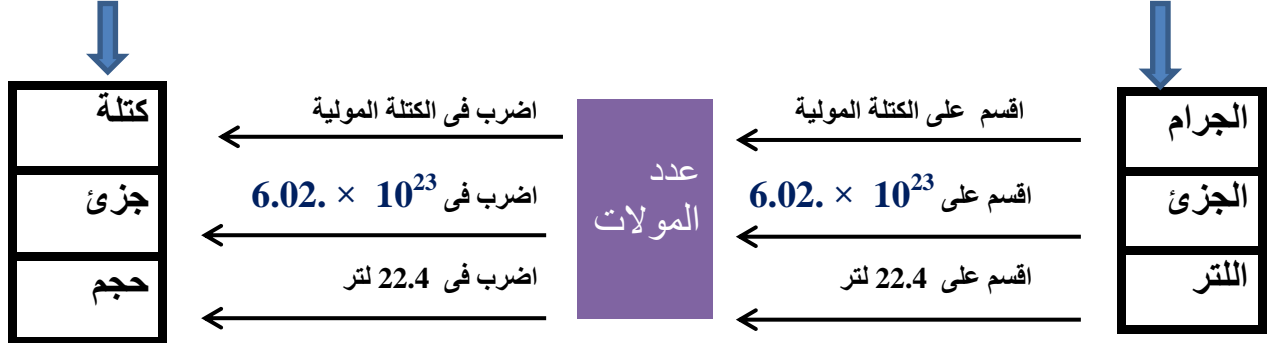 الجرام
اقسم على الكتلة المولية
اضرب فى الكتلة المولية
كتلة
الجزئ
اقسم على 6.02. × 10²³
عدد
المولات
اضرب فى 6.02. × 10²³
جزئ
اللتر
اقسم على 22.4 لتر
اضرب فى 22.4 لتر
حجم